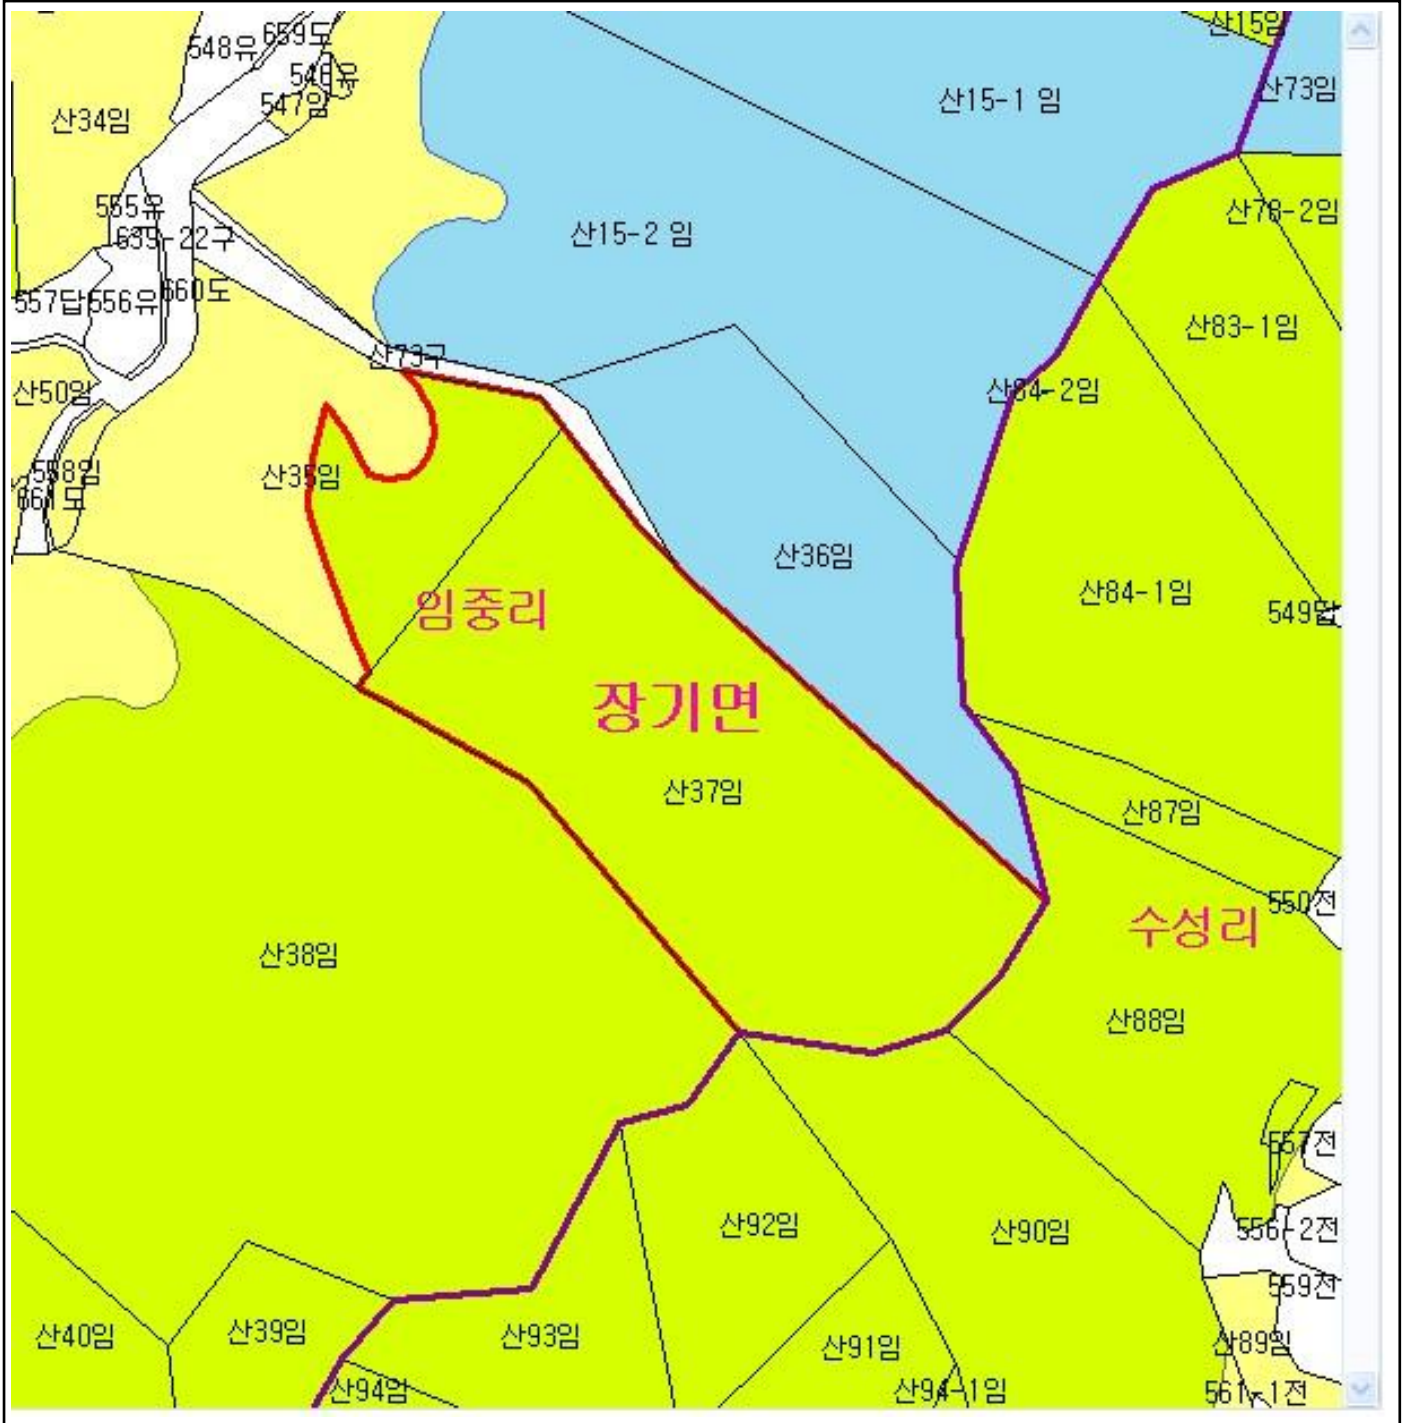 산15임
659도
548유
546유
산73임
산15-1 임
547임
산34임
555유
산78-2임
산15-2 임
639-22구
660도
557답
556유
산83-1임
산73구
산50임
산84-2임
558임
산35임
661도
산36임
산84-1임
임중리
549답
장기면
산37임
산87임
550전
수성리
산38임
산88임
557전
산92임
556-2전
산90임
559전
산40임
산39임
산93임
산91임
산89임
산94임
산94-1임
561-1전